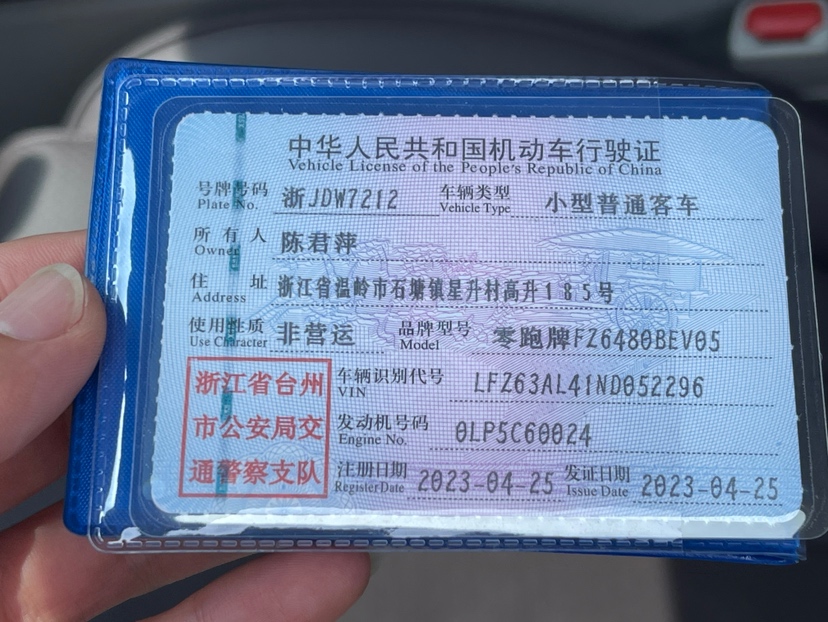 中华人民共和国机动车行驶证
Vehicle License of the People's Republic of China
号牌号码 浙JDW7212 车辆类型 小型普通客车
Plate No. Vehicle Type
所有人 陈君萍
Owner
住址 浙江省温岭市石塘镇星升村高升185号
Address
使用性质 非营运 品牌型号 零跑牌FZ6480BEV05
Use Character Model
浙江省台州
市公安局交
通警察支队
车辆识别代号 LFZ63AL41ND052296
VIN
发动机号码 0LP5C60024
Engine No.
注册日期 2023-04-25 发证日期 2023-04-25
Register Date Issue Date